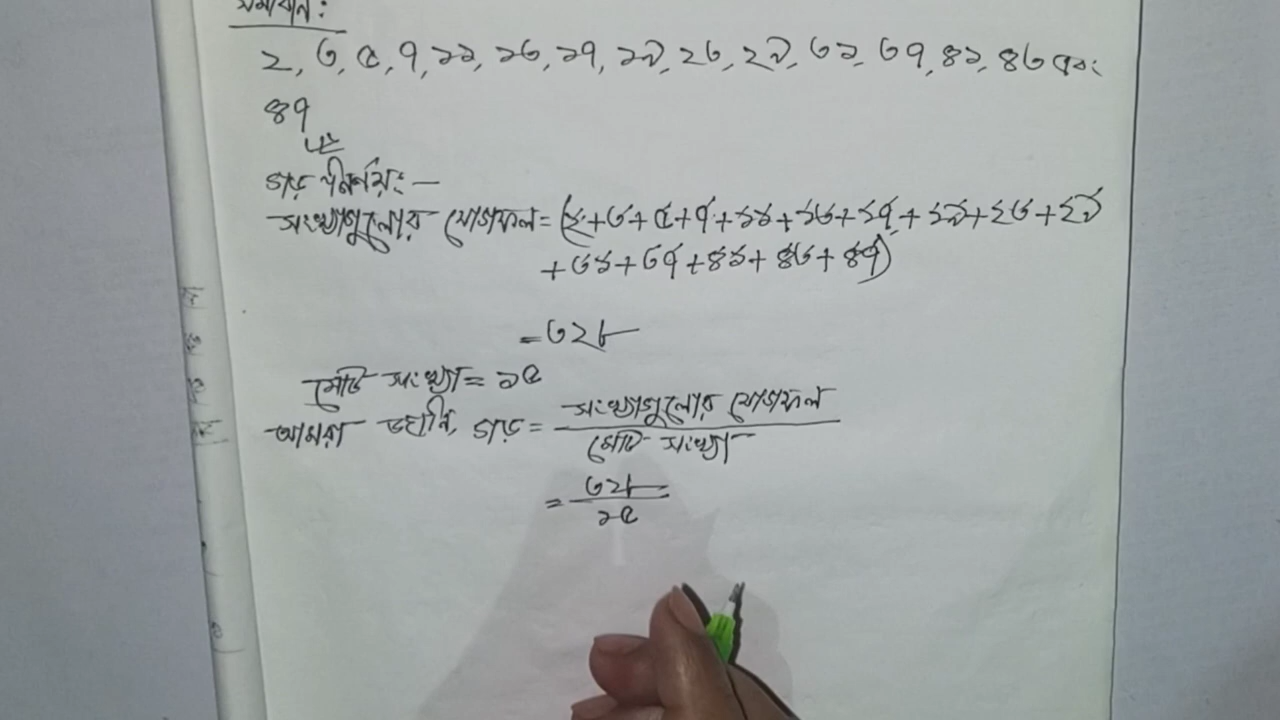 সমাধান:
২, ৩, ৫, ৭, ১১, ১৩, ১৭, ১৯, ২৩, ২৯, ৩১, ৩৭, ৪১, ৪৩ এবং
৪৭
গড় নির্ণয়: —
সংখ্যাগুলোর যোগফল = (২+৩+৫+৭+১১+১৩+১৭+১৯+২৩+২৯
+৩১+৩৭+৪১+৪৩+৪৭)
= ৩২৮
মোট সংখ্যা = ১৫
আমরা জানি, গড় = সংখ্যাগুলোর যোগফল
মোট সংখ্যা
= ৩২৮
১৫